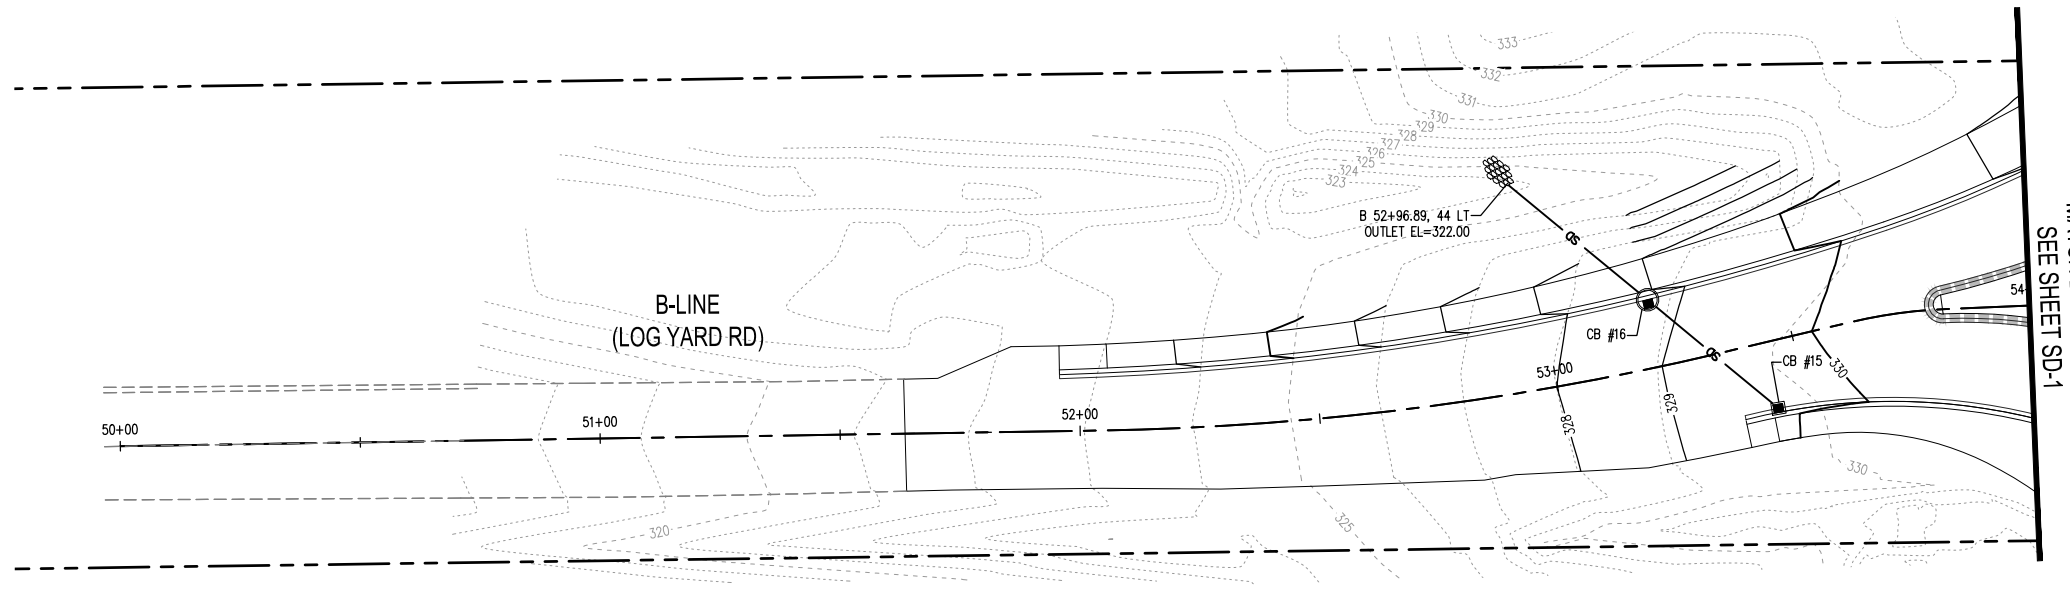 333
332
331
330
329
328
327
326
325
324
323
B 52+96.89, 44 LT
OUTLET EL=322.00
SD
B-LINE
(LOG YARD RD)
CB #16
SD
CB #15
54
SEE SHEET SD-1
50+00
51+00
52+00
53+00
328
329
330
330
320
325